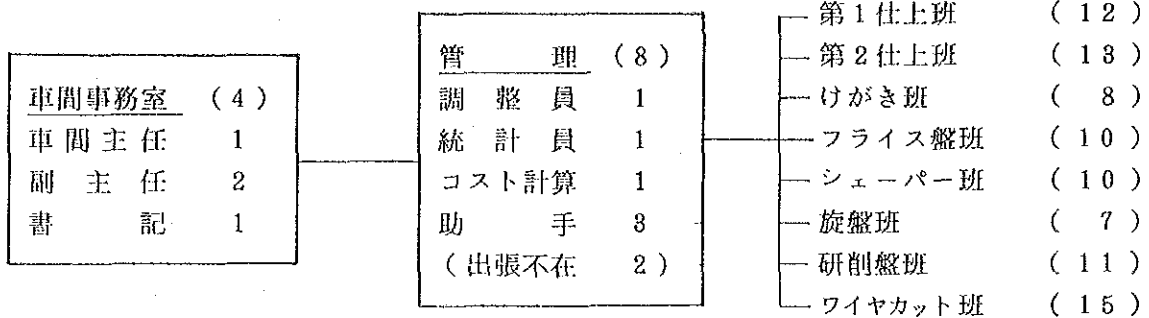 車間事務室 (4)
車間主任 1
副主任 2
書記 1
管理 (8)
調整員 1
統計員 1
コスト計算 1
助手 3
(出張不在 2)
第1仕上班 (12)
第2仕上班 (13)
けがき班 (8)
フライス盤班 (10)
シェーパー班 (10)
旋盤班 (7)
研削盤班 (11)
ワイヤカット班 (15)